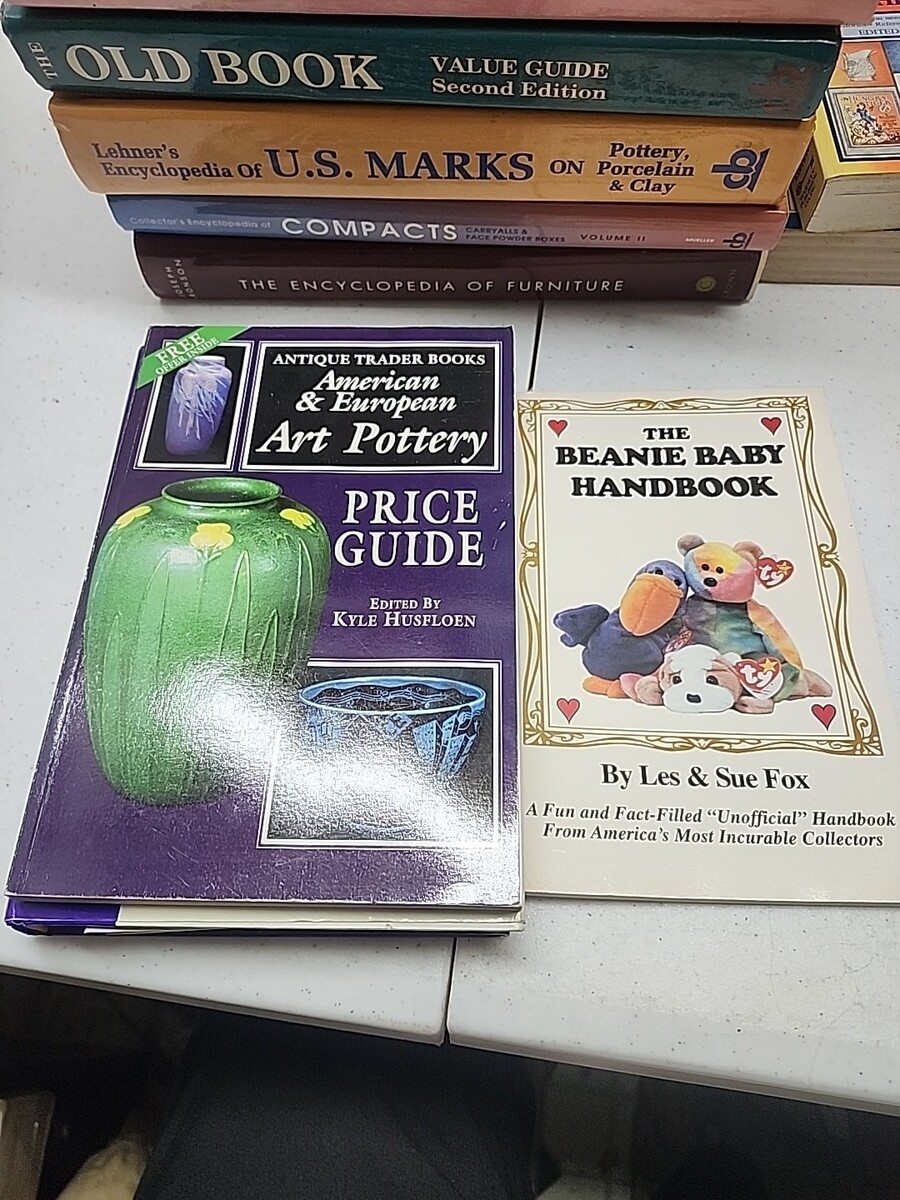 THE
OLD BOOK
VALUE GUIDE
Second Edition
Lehner's
Encyclopedia Of
U.S. MARKS
ON
Pottery,
Porcelain
& Clay
Collector's Encyclopedia of
COMPACTS
CARRYALLS &
FACE POWDER BOXES
VOLUME II
MUELLER
JOSEPH
THE ENCYCLOPEDIA OF FURNITURE
EDITED
FREE
OFFER INSIDE
ANTIQUE TRADER BOOKS
American
& European
Art Pottery
PRICE
GUIDE
EDITED BY
KYLE HUSFLOEN
THE
BEANIE BABY
HANDBOOK
ty
ty
By Les & Sue Fox
A Fun and Fact-Filled "Unofficial" Handbook
From America's Most Incurable Collectors